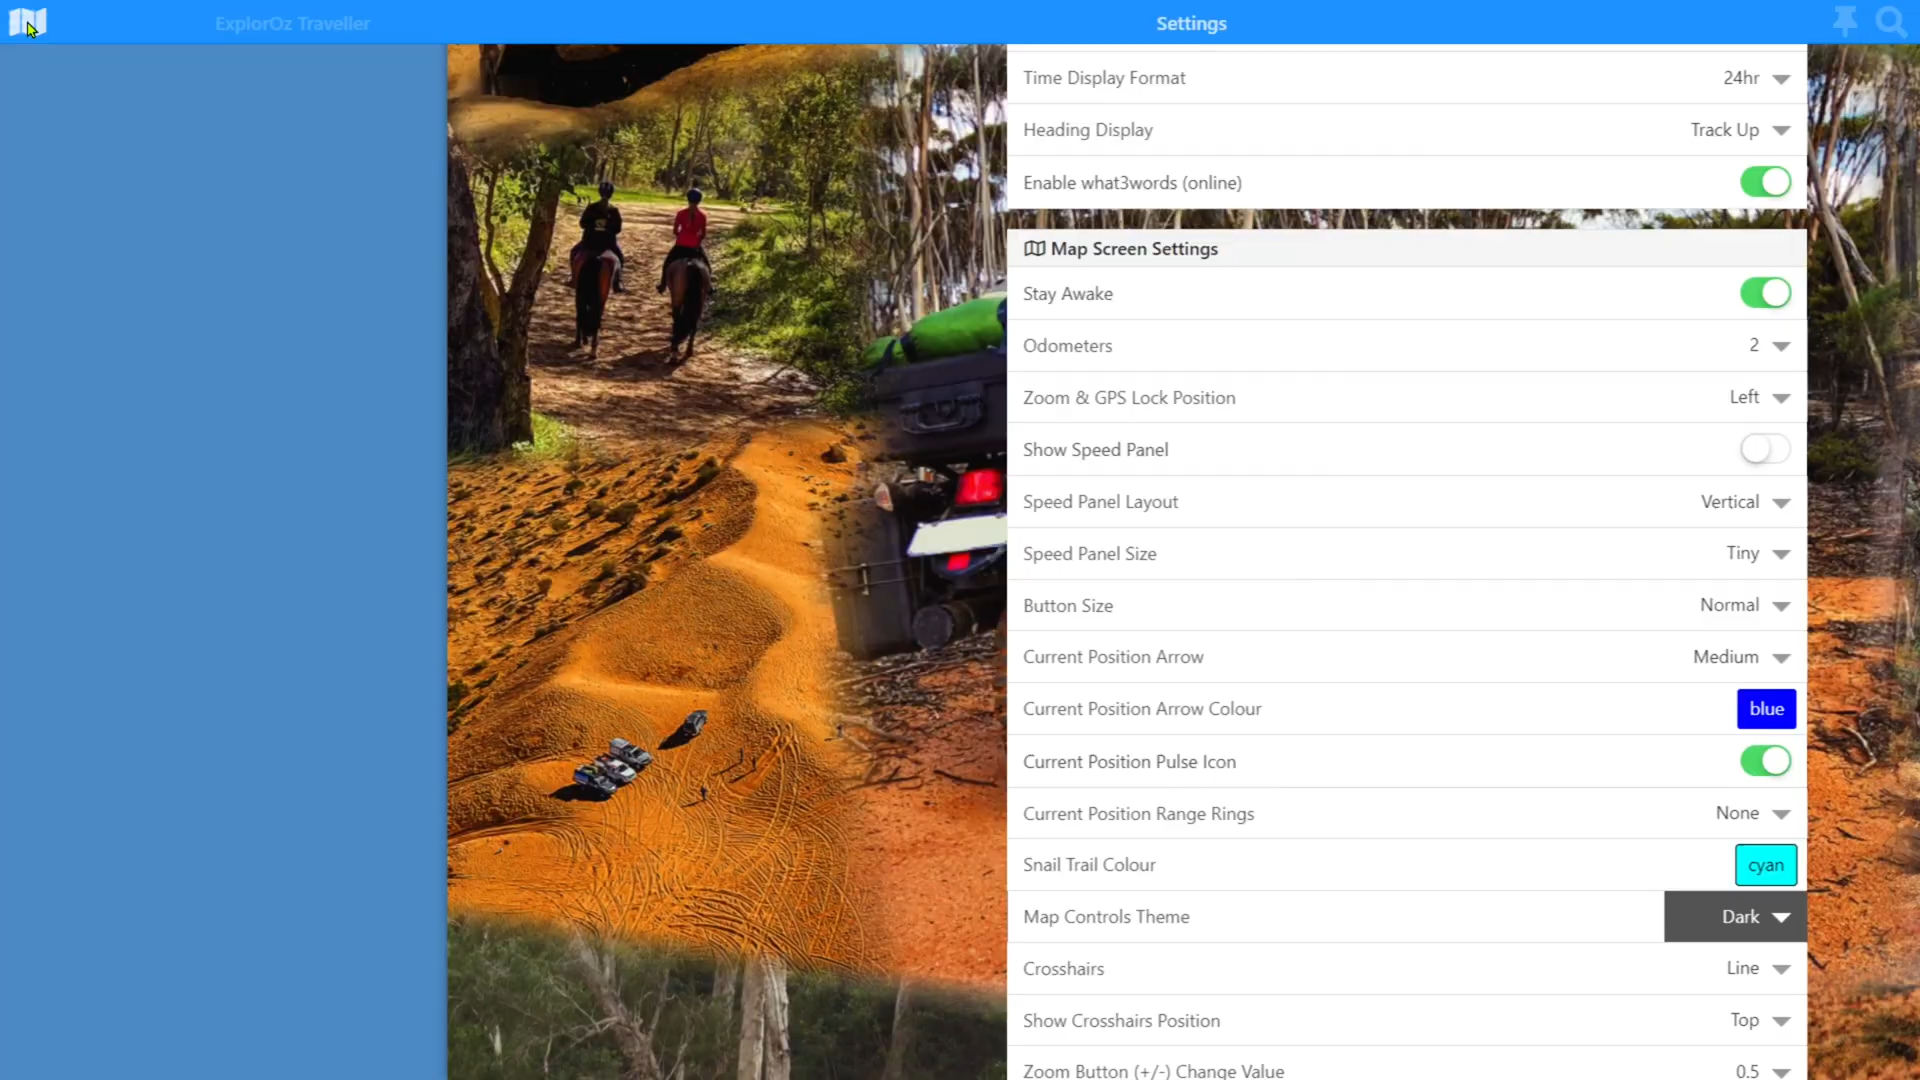 ExplorOz Traveller
Settings
Time Display Format 24hr
Heading Display Track Up
Enable what3words (online)
Map Screen Settings
Stay Awake
Odometers 2
Zoom & GPS Lock Position Left
Show Speed Panel
Speed Panel Layout Vertical
Speed Panel Size Tiny
Button Size Normal
Current Position Arrow Medium
Current Position Arrow Colour blue
Current Position Pulse Icon
Current Position Range Rings None
Snail Trail Colour cyan
Map Controls Theme Dark
Crosshairs Line
Show Crosshairs Position Top
Zoom Button (+/-) Change Value 0.5